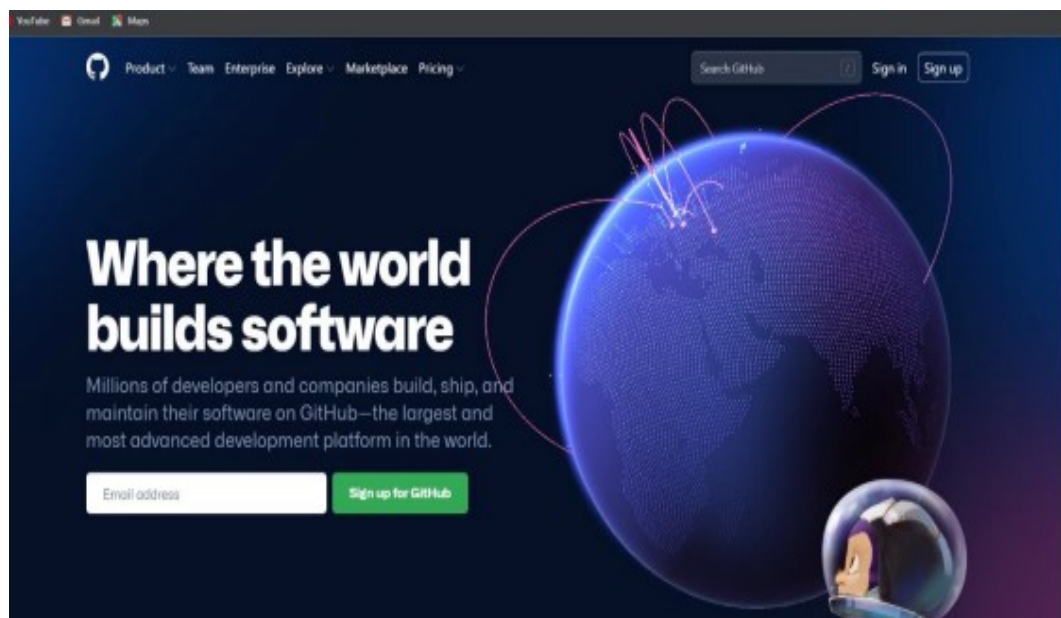 YouTube Gmail Maps
Product Team Enterprise Explore Marketplace Pricing Search GitHub / Sign in Sign up
Where the world
builds software
Millions of developers and companies build, ship, and
maintain their software on GitHub—the largest and
most advanced development platform in the world.
Email address Sign up for GitHub